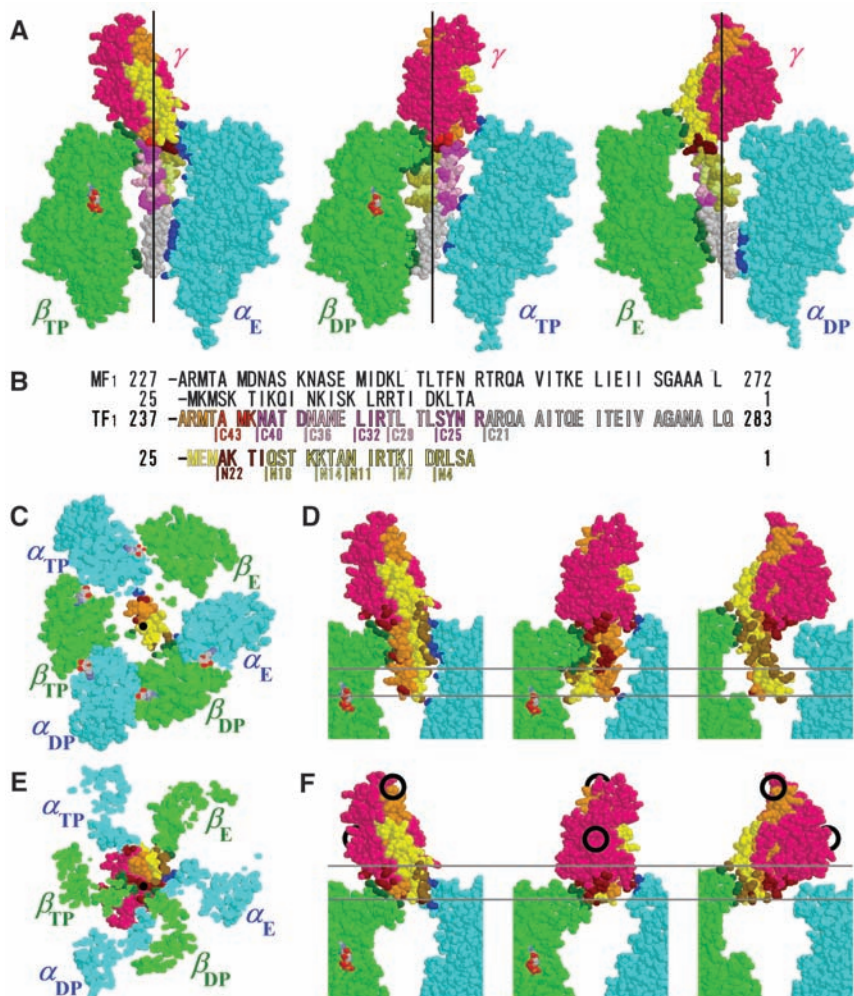 A
γ
γ
γ
βTP
αE
βDP
αTP
βE
αDP
B
MF1 227 -ARMTA MDNAS KNASE MIDKL TLTFN RTRQA VITKE LIEII SGAAA L 272
25 -MKMSK TIKQI NKISK LRRTI DKLTA 1
TF1 237 -ARMTA MKNAT DNANE LIRTL TLSYN RARQA AITQE ITEIV AGANA LQ 283
|C43 |C40 |C36 |C32 |C29 |C25 |C21
25 -MEMAK TIQST KKTAN IRTKI DRLSA 1
|N22 |N18 |N14 |N11 |N7 |N4
C
αTP
βE
βTP
αE
αDP
βDP
D
E
αTP
βE
βTP
αE
αDP
βDP
F